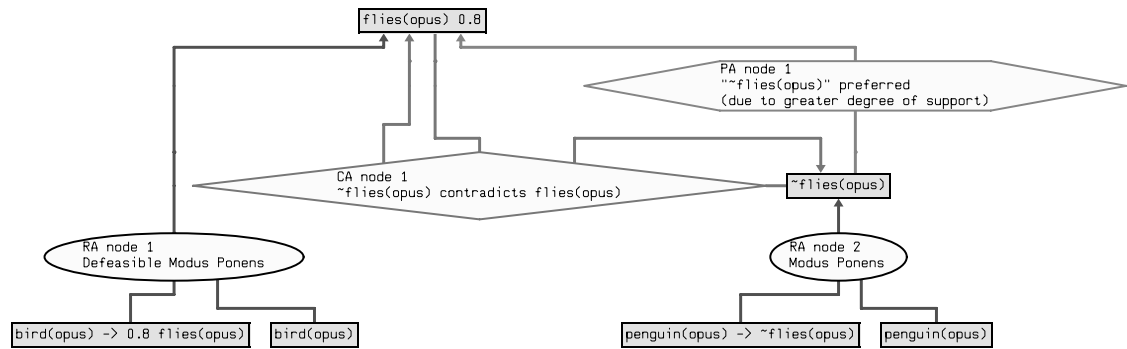 flies(opus) 0.8
PA node 1
"~flies(opus)" preferred
(due to greater degree of support)
CA node 1
~flies(opus) contradicts flies(opus)
~flies(opus)
RA node 1
Defeasible Modus Ponens
RA node 2
Modus Ponens
bird(opus) -> 0.8 flies(opus)
bird(opus)
penguin(opus) -> ~flies(opus)
penguin(opus)